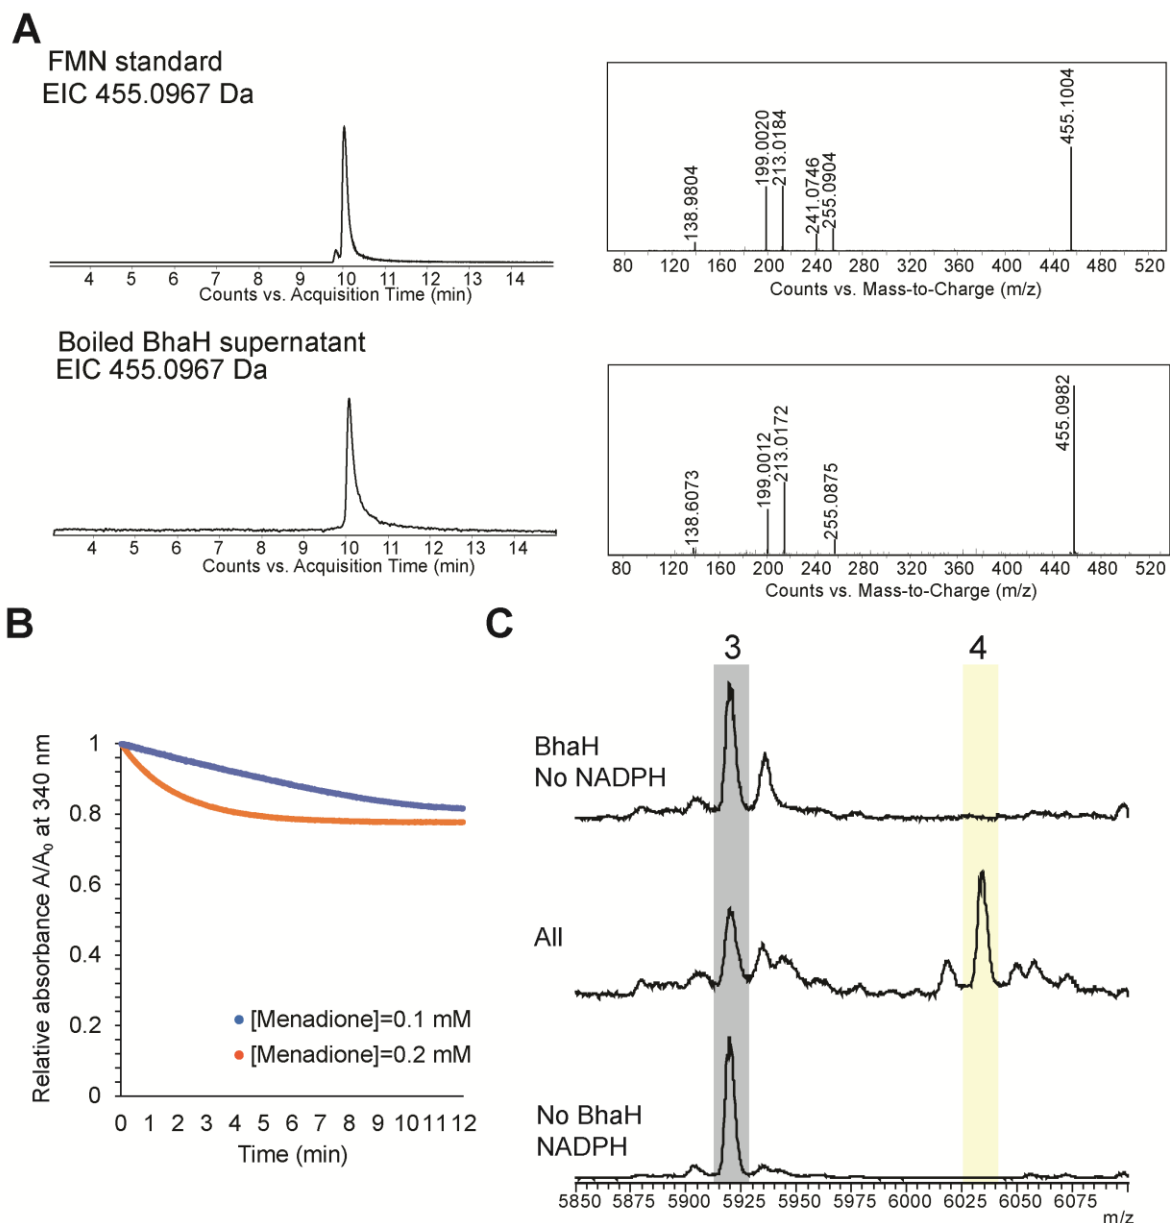 A
FMN standard
EIC 455.0967 Da
4 5 6 7 8 9 10 11 12 13 14
Counts vs. Acquisition Time (min)
138.9804
199.0020
213.0184
241.0746
255.0904
455.1004
80 120 160 200 240 280 320 360 400 440 480 520
Counts vs. Mass-to-Charge (m/z)
Boiled BhaH supernatant
EIC 455.0967 Da
4 5 6 7 8 9 10 11 12 13 14
Counts vs. Acquisition Time (min)
138.6073
199.0012
213.0172
255.0875
455.0982
80 120 160 200 240 280 320 360 400 440 480 520
Counts vs. Mass-to-Charge (m/z)
B
Relative absorbance A/A₀ at 340 nm
1
0.8
0.6
0.4
0.2
0
[Menadione]=0.1 mM
[Menadione]=0.2 mM
0 1 2 3 4 5 6 7 8 9 10 11 12
Time (min)
C
3 4
BhaH
No NADPH
All
No BhaH
NADPH
5850 5875 5900 5925 5950 5975 6000 6025 6050 6075
m/z